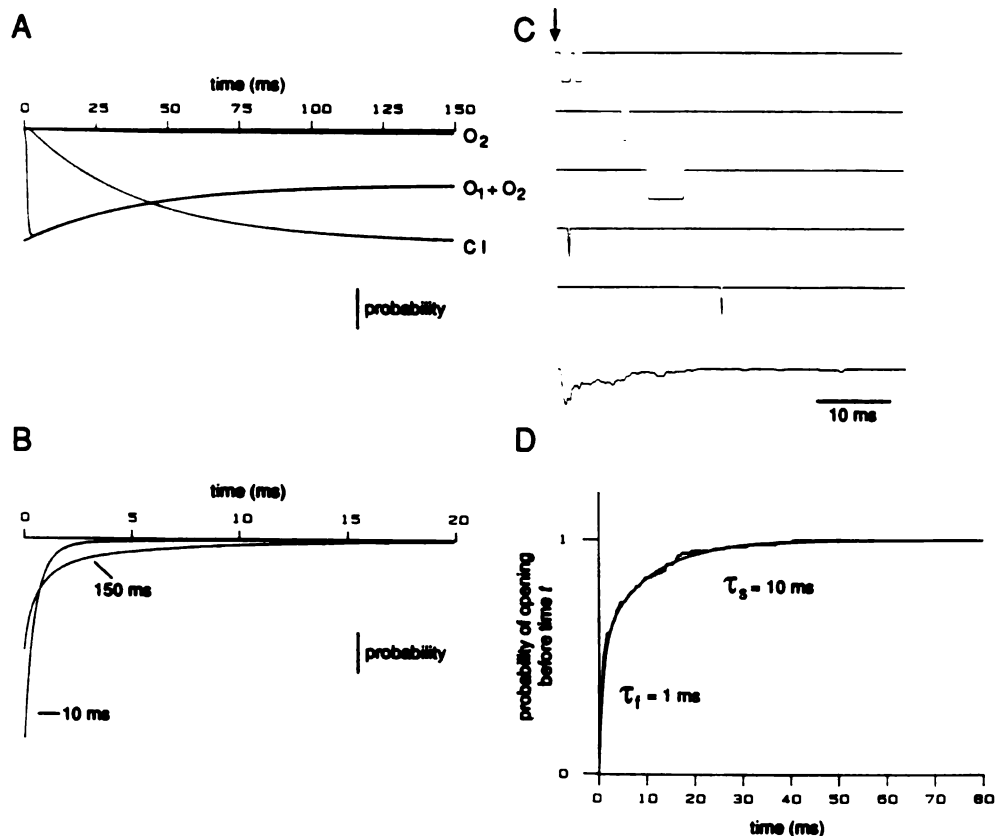 A
time (ms)
0 25 50 75 100 125 150
O2
O1 + O2
C I
probability
B
time (ms)
0 5 10 15 20
150 ms
probability
10 ms
C
10 ms
D
probability of opening
before time t
1
0
τs = 10 ms
τf = 1 ms
0 10 20 30 40 50 60 70 80
time (ms)